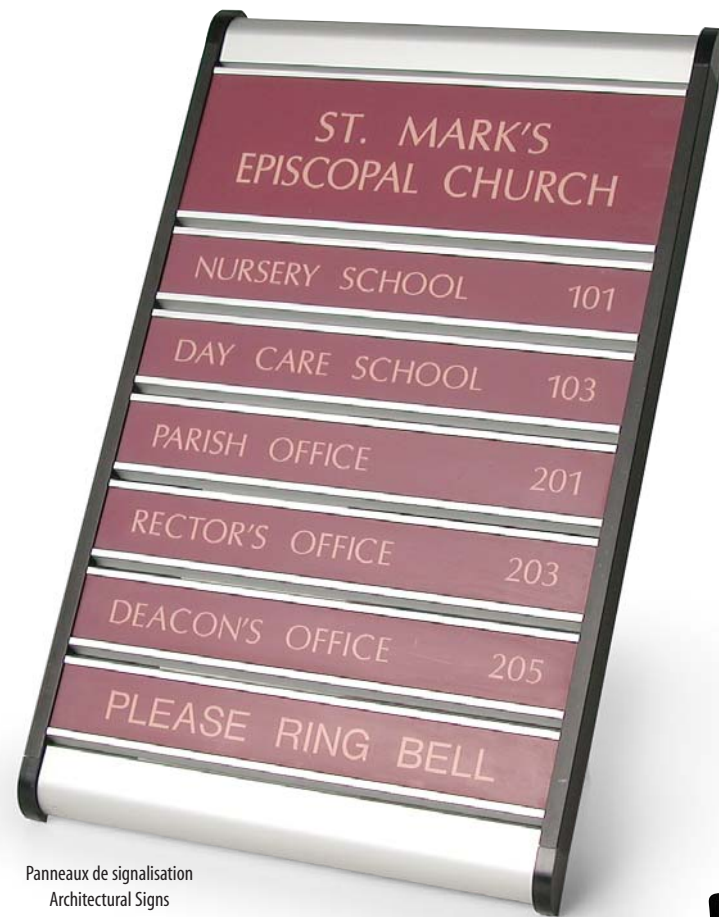 ST. MARK'S
EPISCOPAL CHURCH
NURSERY SCHOOL 101
DAY CARE SCHOOL 103
PARISH OFFICE 201
RECTOR'S OFFICE 203
DEACON'S OFFICE 205
PLEASE RING BELL
Panneaux de signalisation
Architectural Signs